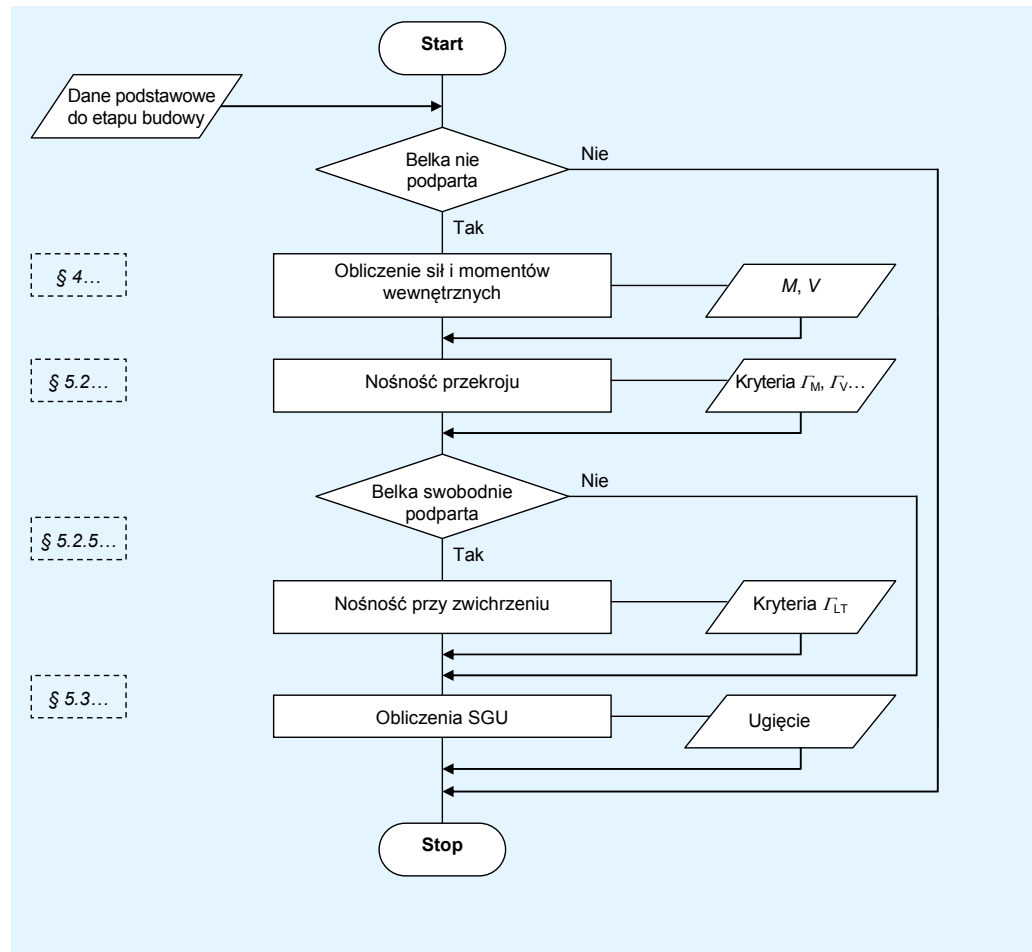 Start
Dane podstawowe
do etapu budowy
Belka nie
podparta
Nie
Tak
§ 4…
Obliczenie sił i momentów
wewnętrznych
M, V
§ 5.2…
Nośność przekroju
Kryteria ΓM, ΓV…
Belka swobodnie
podparta
Nie
§ 5.2.5…
Tak
Nośność przy zwichrzeniu
Kryteria ΓLT
§ 5.3…
Obliczenia SGU
Ugięcie
Stop